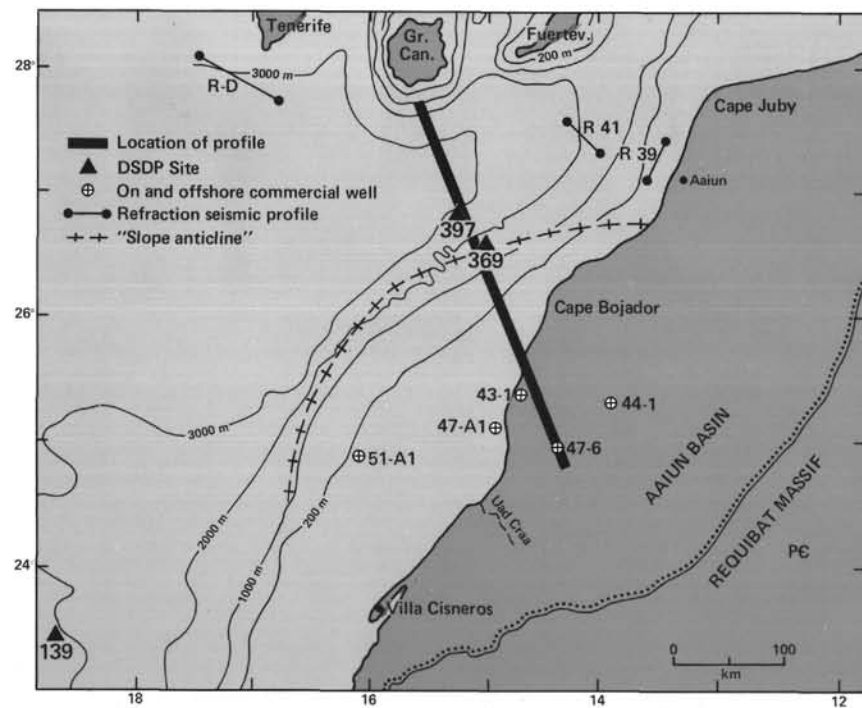 Tenerife
Gr.
Can.
Fuertev.
200 m
28°
3000 m
R-D
Cape Juby
R 41
R 39
Location of profile
DSDP Site
On and offshore commercial well
Refraction seismic profile
"Slope anticline"
Aaiun
397
369
26°
Cape Bojador
43-1
44-1
47-A1
47-6
51-A1
3000 m
2000 m
1000 m
200 m
AAIUN BASIN
REQUIBAT MASSIF
PЄ
Uad Craa
24°
Villa Cisneros
139
0 100
km
18 16 15 14 12